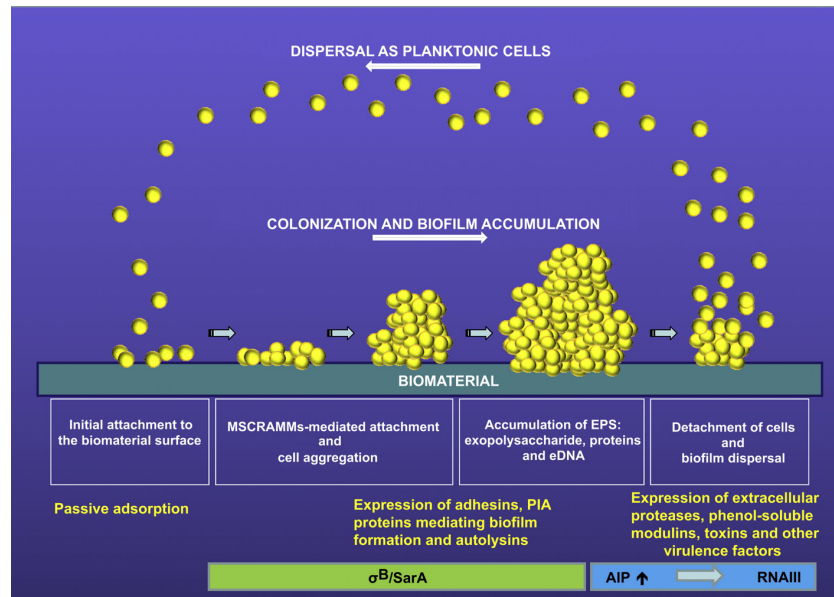 DISPERSAL AS PLANKTONIC CELLS
COLONIZATION AND BIOFILM ACCUMULATION
BIOMATERIAL
Initial attachment to
the biomaterial surface
MSCRAMMs-mediated attachment
and
cell aggregation
Accumulation of EPS:
exopolysaccharide, proteins
and eDNA
Detachment of cells
and
biofilm dispersal
Passive adsorption
Expression of adhesins, PIA
proteins mediating biofilm
formation and autolysins
Expression of extracellular
proteases, phenol-soluble
modulins, toxins and other
virulence factors
σᴮ/SarA
AIP ↑ RNAIII